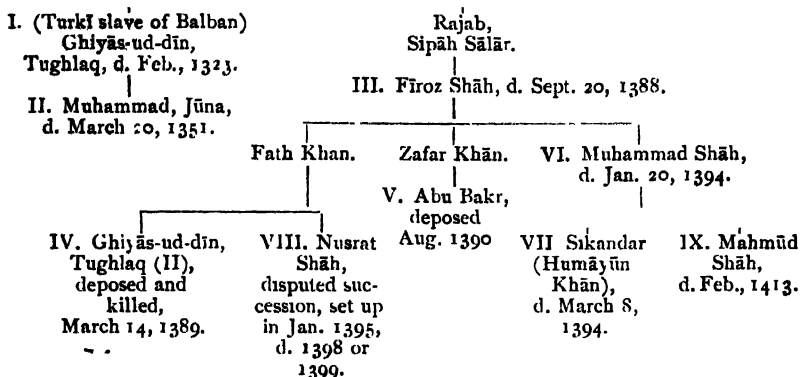 I. (Turkī slave of Balban)
Ghiyās-ud-dīn,
Tughlaq, d. Feb., 1323.
II. Muhammad, Jūna,
d. March 20, 1351.
Rajab,
Sipāh Sālār.
III. Fīroz Shāh, d. Sept. 20, 1388.
Fath Khan.
Zafar Khān.
VI. Muhammad Shāh,
d. Jan. 20, 1394.
V. Abu Bakr,
deposed
Aug. 1390
IV. Ghiyās-ud-dīn,
Tughlaq (II),
deposed and
killed,
March 14, 1389.
VIII. Nusrat
Shāh,
disputed suc-
cession, set up
in Jan. 1395,
d. 1398 or
1399.
VII Sikandar
(Humāyūn
Khān),
d. March 8,
1394.
IX. Mahmūd
Shāh,
d. Feb., 1413.